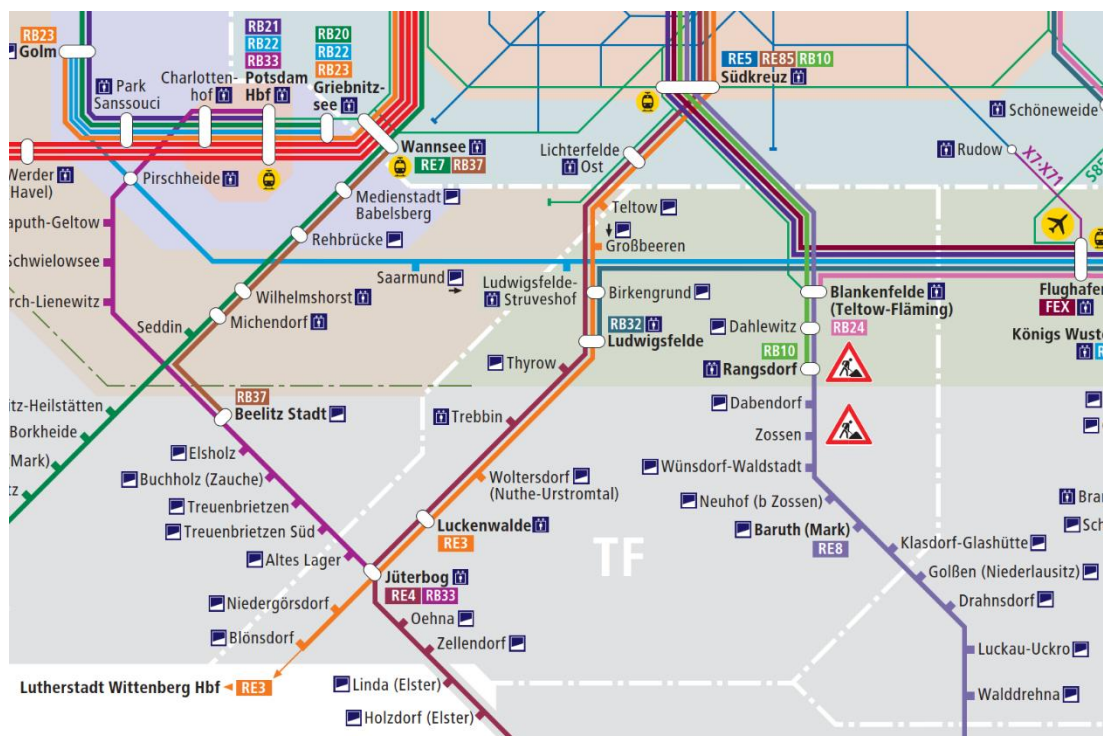 RB23
Golm
RB21
RB22
RB33
RB20
RB22
RB23
Park
Sanssouci
Charlotten-
hof
Potsdam
Hbf
Griebnitz-
see
RE5 RE85 RB10
Südkreuz
Schöneweide
Werder
(Havel)
Pirschheide
Wannsee
RE7 RB37
Lichterfelde
Ost
Rudow
X7·X71
S85
Medienstadt
Babelsberg
Teltow
aputh-Geltow
Rehbrücke
Großbeeren
Schwielowsee
Saarmund
Ludwigsfelde-
Struveshof
Birkengrund
Blankenfelde
(Teltow-Fläming)
RB24
Flughafen
FEX
rch-Lienewitz
Wilhelmshorst
Michendorf
Seddin
RB32
Ludwigsfelde
Dahlewitz
RB10
Rangsdorf
Königs Wust
Thyrow
RB37
Beelitz Stadt
itz-Heilstätten
Borkheide
(Mark)
tz
Trebbin
Dabendorf
Zossen
Elsholz
Buchholz (Zauche)
Treuenbrietzen
Treuenbrietzen Süd
Altes Lager
Woltersdorf
(Nuthe-Urstromtal)
Wünsdorf-Waldstadt
Neuhof (b Zossen)
Bra
Sch
Luckenwalde
RE3
TF
Baruth (Mark)
RE8
Klasdorf-Glashütte
Golßen (Niederlausitz)
Drahnsdorf
Jüterbog
RE4 RB33
Niedergörsdorf
Blönsdorf
Oehna
Zellendorf
Luckau-Uckro
Lutherstadt Wittenberg Hbf RE3
Linda (Elster)
Holzdorf (Elster)
Walddrehna